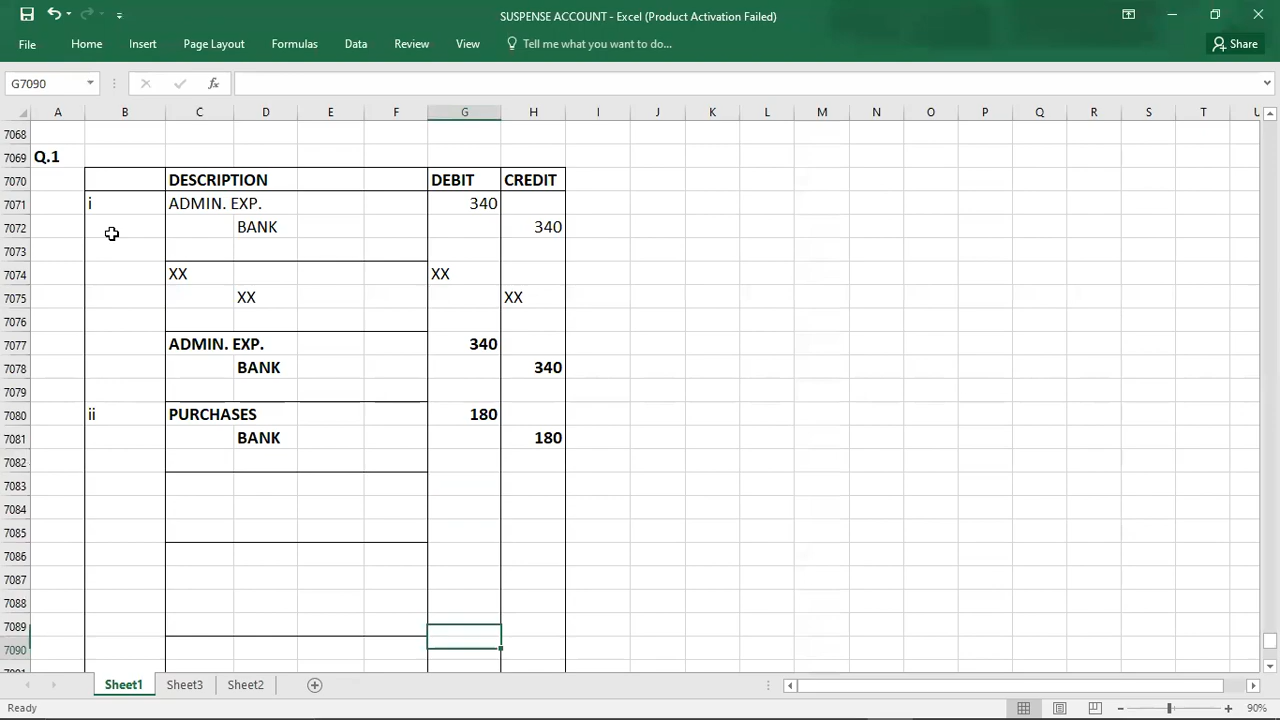 SUSPENSE ACCOUNT - Excel (Product Activation Failed)
File Home Insert Page Layout Formulas Data Review View Tell me what you want to do... Share
G7090 fx
A B C D E F G H I J K L M N O P Q R S T U
7068
7069 Q.1
7070 DESCRIPTION DEBIT CREDIT
7071 i ADMIN. EXP. 340
7072 BANK 340
7073
7074 XX XX
7075 XX XX
7076
7077 ADMIN. EXP. 340
7078 BANK 340
7079
7080 ii PURCHASES 180
7081 BANK 180
7082
7083
7084
7085
7086
7087
7088
7089
7090
7091
Sheet1 Sheet3 Sheet2
Ready 90%